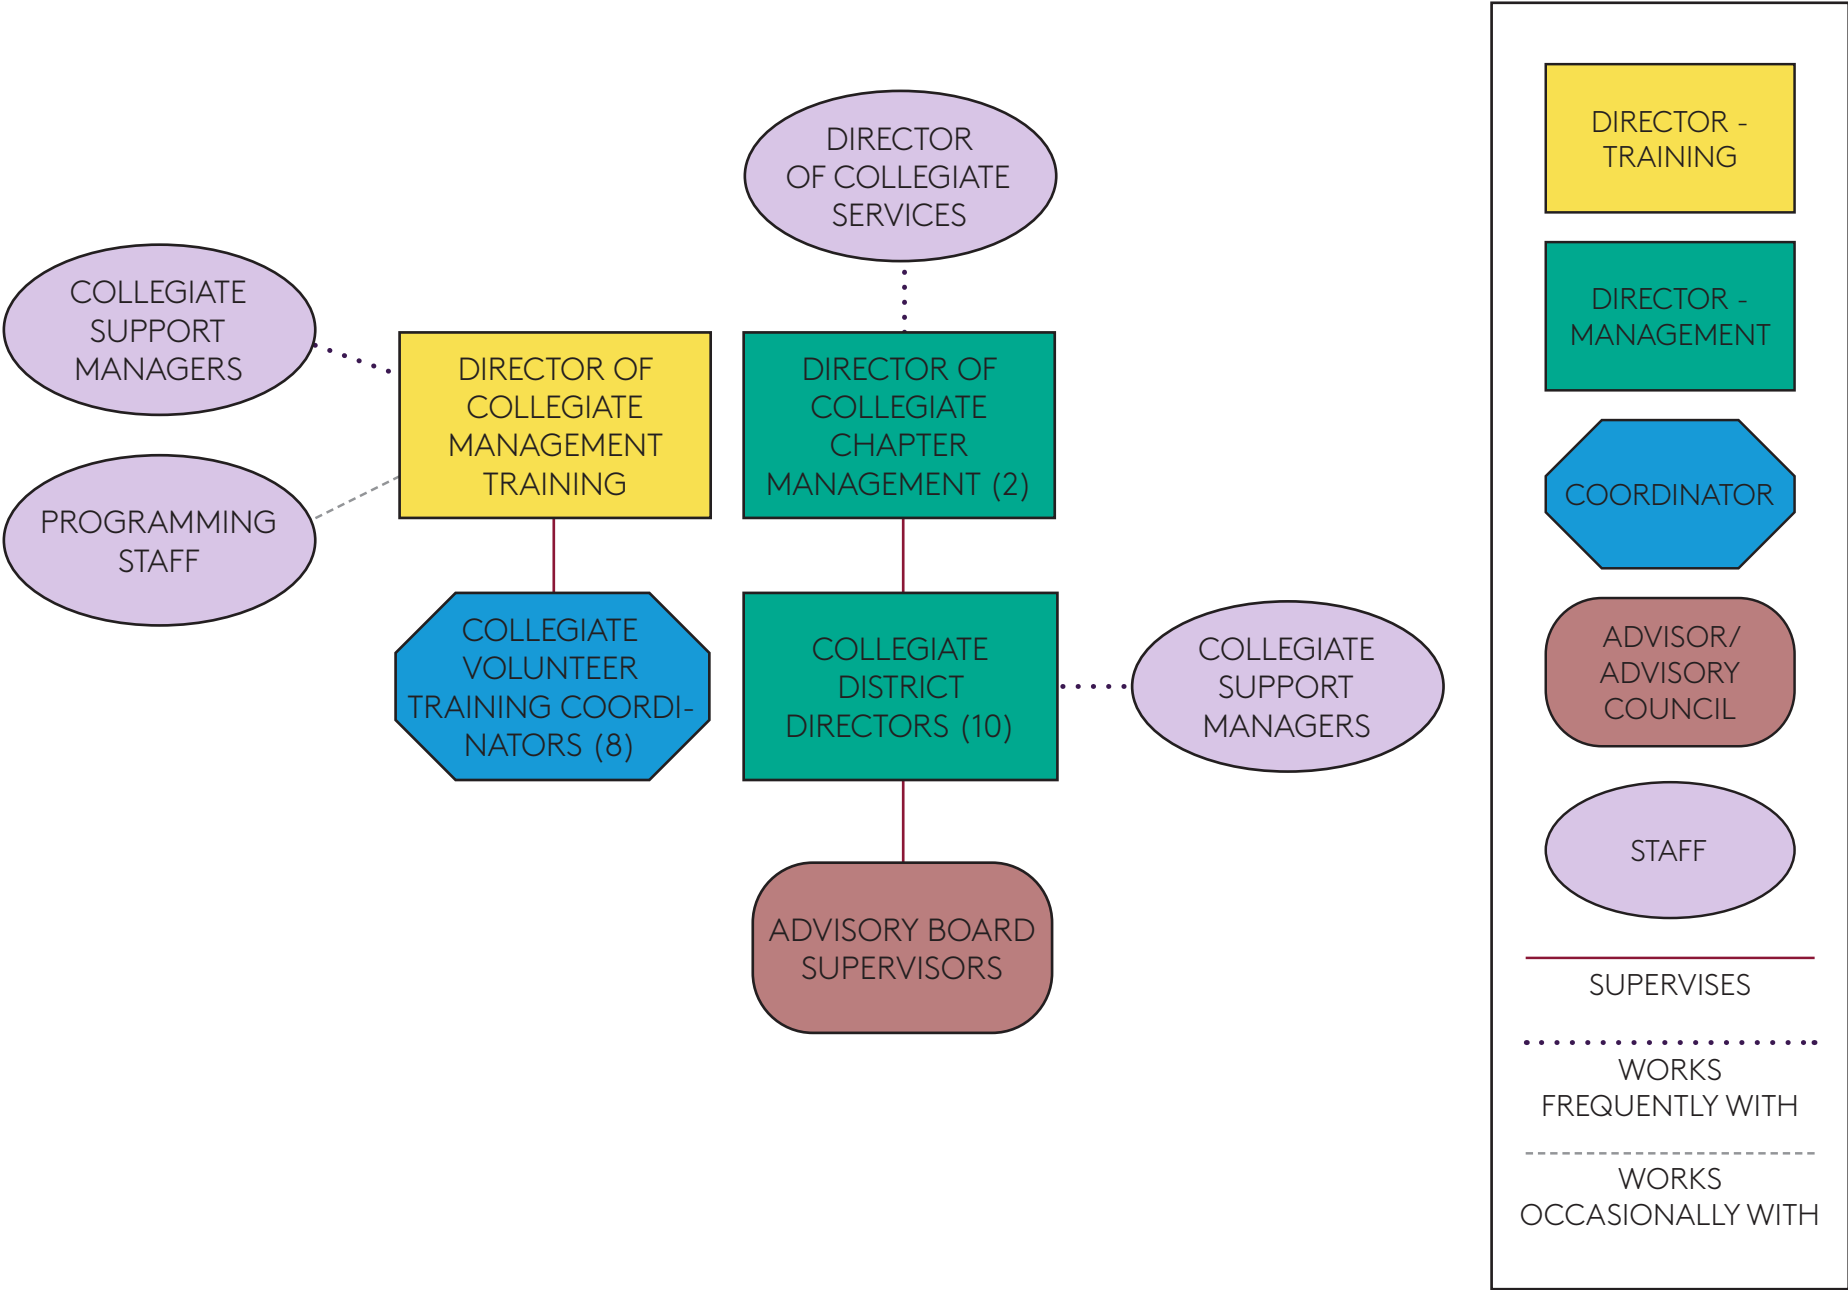 DIRECTOR
OF COLLEGIATE
SERVICES
COLLEGIATE
SUPPORT
MANAGERS
DIRECTOR OF
COLLEGIATE
MANAGEMENT
TRAINING
DIRECTOR OF
COLLEGIATE
CHAPTER
MANAGEMENT (2)
PROGRAMMING
STAFF
COLLEGIATE
VOLUNTEER
TRAINING COORDI-
NATORS (8)
COLLEGIATE
DISTRICT
DIRECTORS (10)
COLLEGIATE
SUPPORT
MANAGERS
ADVISORY BOARD
SUPERVISORS
DIRECTOR -
TRAINING
DIRECTOR -
MANAGEMENT
COORDINATOR
ADVISOR/
ADVISORY
COUNCIL
STAFF
SUPERVISES
WORKS
FREQUENTLY WITH
WORKS
OCCASIONALLY WITH